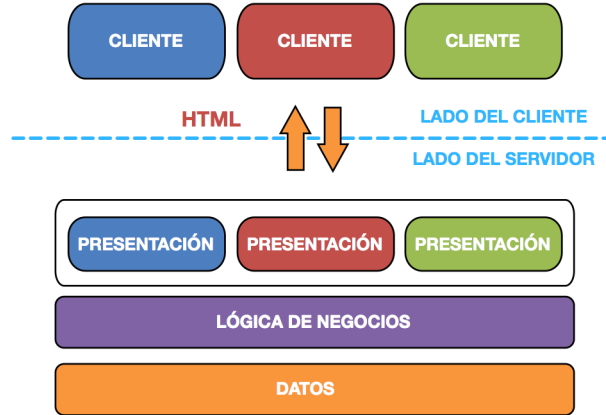 CLIENTE
CLIENTE
CLIENTE
HTML
LADO DEL CLIENTE
LADO DEL SERVIDOR
PRESENTACIÓN
PRESENTACIÓN
PRESENTACIÓN
LÓGICA DE NEGOCIOS
DATOS